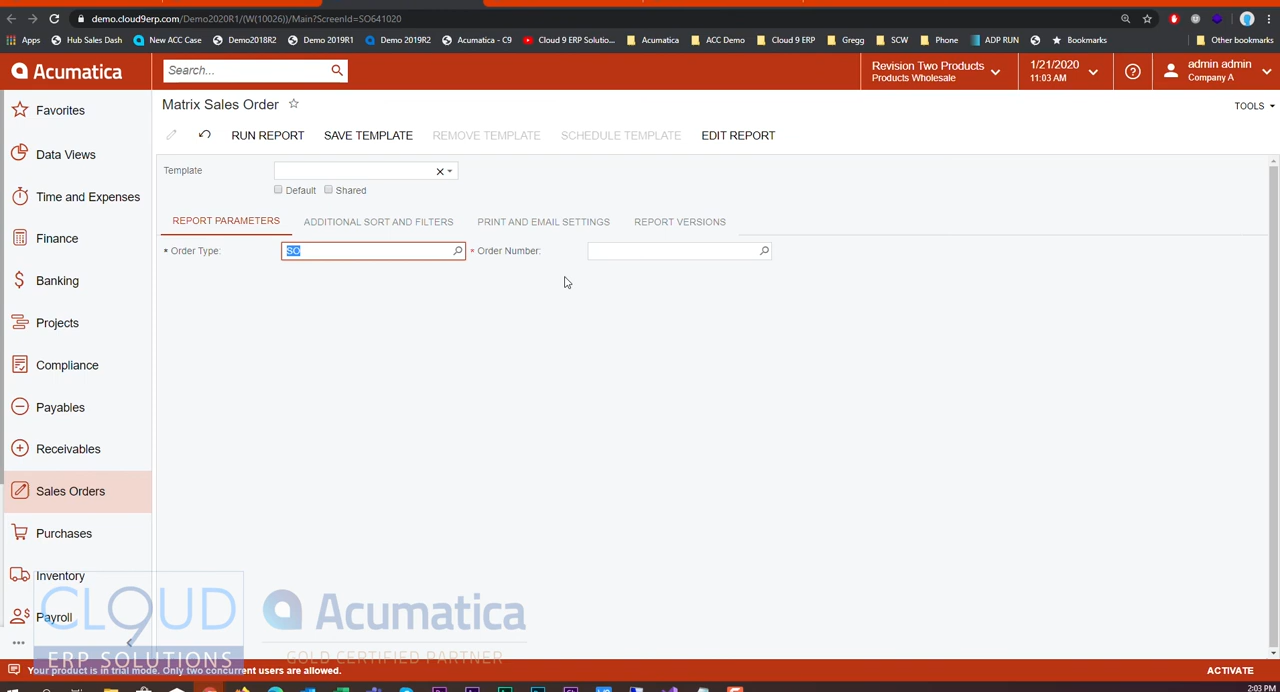 demo.cloud9erp.com/Demo2020R1/(W(10026))/Main?ScreenId=SO641020
Apps Hub Sales Dash New ACC Case Demo2018R2 Demo 2019R1 Demo 2019R2 Acumatica - C9 Cloud 9 ERP Solutio... Acumatica ACC Demo Cloud 9 ERP Gregg SCW Phone ADP RUN Bookmarks Other bookmarks
Acumatica
Search...
Revision Two Products
Products Wholesale
1/21/2020
11:03 AM
admin admin
Company A
Favorites
Data Views
Time and Expenses
Finance
Banking
Projects
Compliance
Payables
Receivables
Sales Orders
Purchases
Inventory
Payroll
Matrix Sales Order
TOOLS
RUN REPORT SAVE TEMPLATE REMOVE TEMPLATE SCHEDULE TEMPLATE EDIT REPORT
Template
Default Shared
REPORT PARAMETERS ADDITIONAL SORT AND FILTERS PRINT AND EMAIL SETTINGS REPORT VERSIONS
* Order Type: SO * Order Number:
CLOUD
ERP SOLUTIONS
Acumatica
GOLD CERTIFIED PARTNER
Your product is in trial mode. Only two concurrent users are allowed.
ACTIVATE
2:03 PM